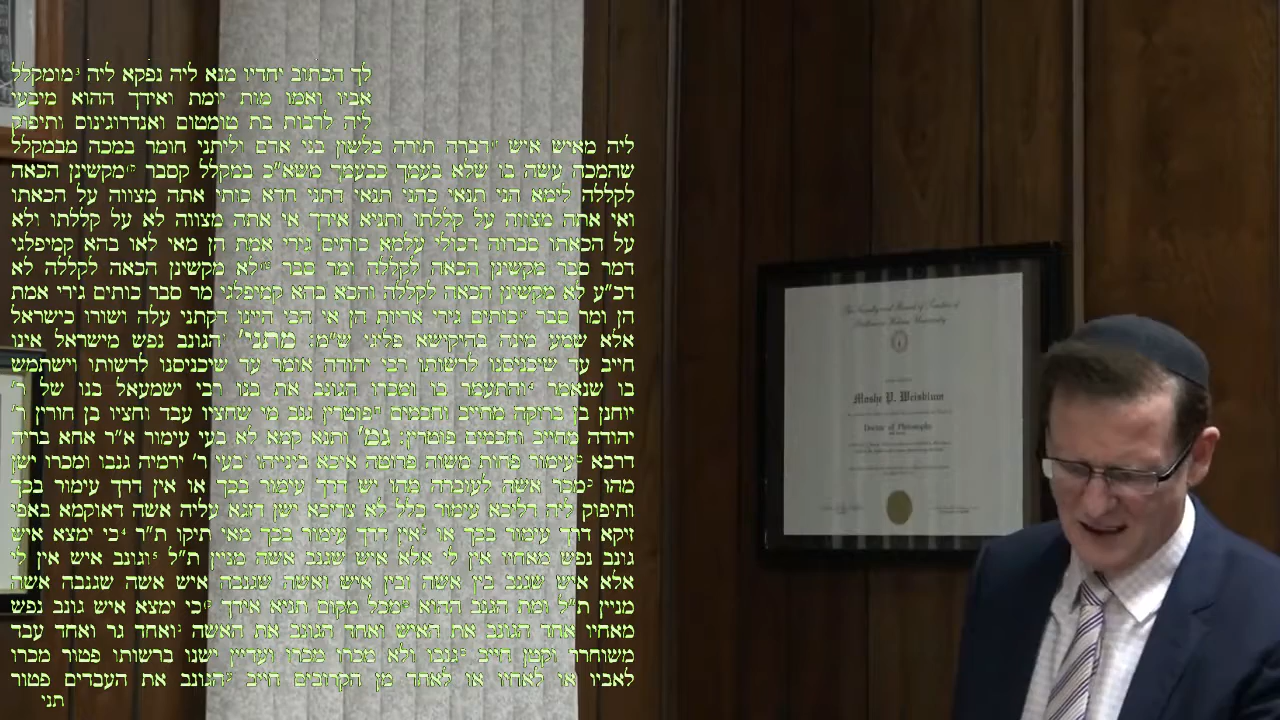 לך הכתוב יחדיו מנא ליה נפקא ליה מומקלל
אביו ואמו מות יומת ואידך ההוא מיבעי
ליה לרבות בת טומטום ואנדרוגינוס ותיפוק
ליה מאיש איש דברה תורה כלשון בני אדם וליתני חומר במכה מבמקלל
שהמכה עשה בו שלא בעמך כבעמך משא"כ במקלל קסבר מקשינן הכאה
לקללה לימא הני תנאי כהני תנאי דתני חדא כותי אתה מצווה על הכאתו
ואי אתה מצווה על קללתו ותניא אידך אי אתה מצווה לא על קללתו ולא
על הכאתו סברוה דכולי עלמא כותים גירי אמת הן מאי לאו בהא קמיפלגי
דמר סבר מקשינן הכאה לקללה ומר סבר לא מקשינן הכאה לקללה לא
דכ"ע לא מקשינן הכאה לקללה והכא בהא קמיפלגי מר סבר כותים גירי אמת
הן ומר סבר כותים גירי אריות הן אי הכי היינו דקתני עלה ושורו כישראל
אלא שמע מינה בהיקישא פליגי ש"מ: מתני' הגונב נפש מישראל אינו
חייב עד שיכניסנו לרשותו רבי יהודה אומר עד שיכניסנו לרשותו וישתמש
בו שנאמר והתעמר בו ומכרו הגונב את בנו רבי ישמעאל בנו של ר'
יוחנן בן ברוקה מחייב וחכמים פוטרין גנב מי שחציו עבד וחציו בן חורין ר'
יהודה מחייב וחכמים פוטרין: גמ' ותנא קמא לא בעי עימור א"ר אחא בריה
דרבא עימור פחות משוה פרוטה איכא בינייהו בעי ר' ירמיה גנבו ומכרו ישן
מהו מכר אשה לעוברה מהו יש דרך עימור בכך או אין דרך עימור בכך
ותיפוק ליה דליכא עימור כלל לא צריכא ישן דזגא עליה אשה דאוקמא באפי
זיקא דרך עימור בכך או אין דרך עימור בכך מאי תיקו ת"ר כי ימצא איש
גונב נפש מאחיו אין לי אלא איש שגנב אשה מניין ת"ל וגונב איש אין לי
אלא איש שגנב בין אשה ובין איש ואשה שגנבה איש אשה שגנבה אשה
מניין ת"ל ומת הגנב ההוא מכל מקום תניא אידך כי ימצא איש גונב נפש
מאחיו אחד הגונב את האיש ואחד הגונב את האשה ואחד גר ואחד עבד
משוחרר וקטן חייב גנבו ולא מכרו מכרו ועדיין ישנו ברשותו פטור מכרו
לאביו או לאחיו או לאחד מן הקרובים חייב הגונב את העבדים פטור
תני
Moshe P. Weisblum
Doctor of Philosophy